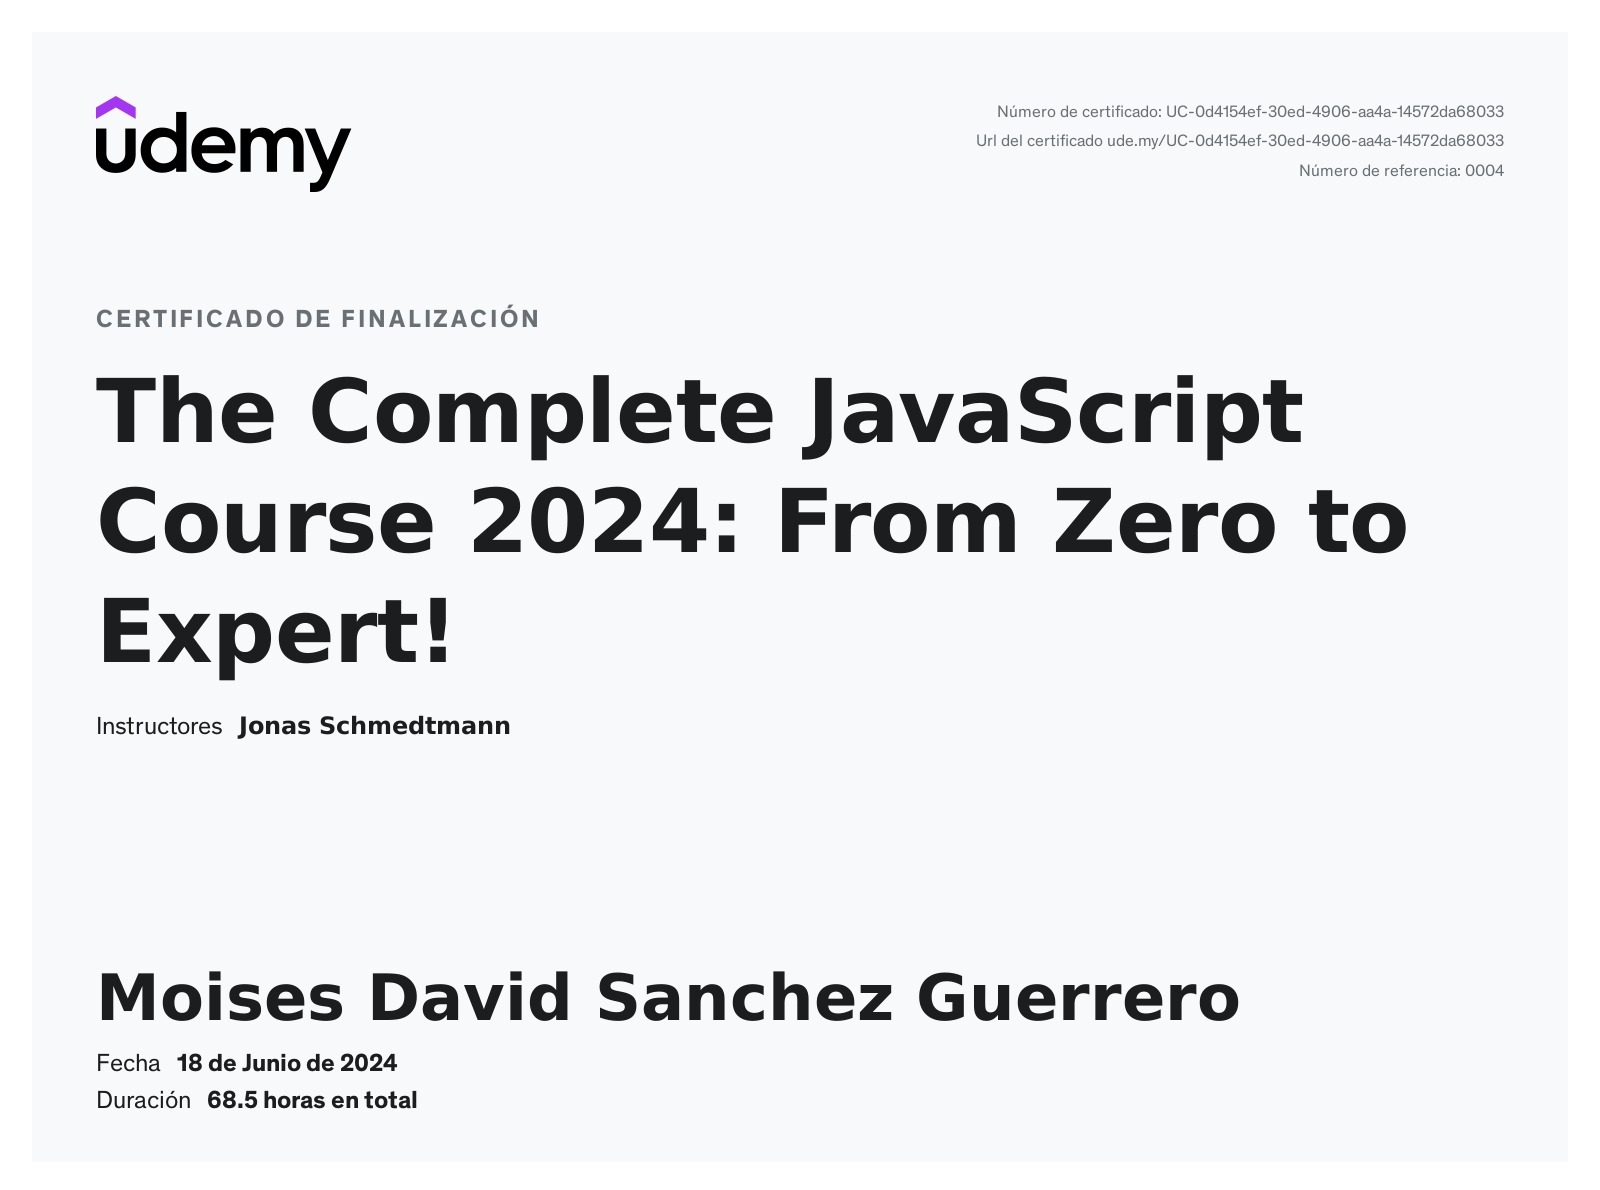 udemy
Número de certificado: UC-0d4154ef-30ed-4906-aa4a-14572da68033
Url del certificado ude.my/UC-0d4154ef-30ed-4906-aa4a-14572da68033
Número de referencia: 0004
CERTIFICADO DE FINALIZACIÓN
The Complete JavaScript
Course 2024: From Zero to
Expert!
Instructores Jonas Schmedtmann
Moises David Sanchez Guerrero
Fecha 18 de Junio de 2024
Duración 68.5 horas en total